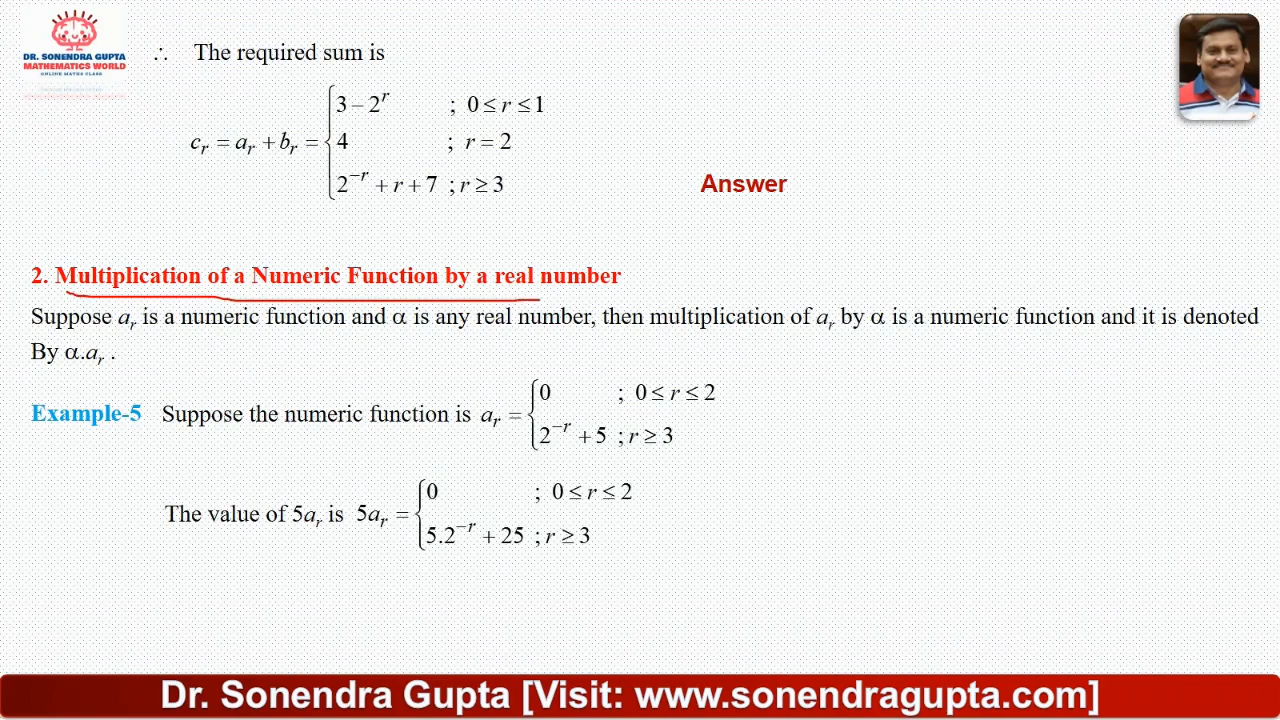 DR. SONENDRA GUPTA
MATHEMATICS WORLD
ONLINE MATHS CLASS
∴ The required sum is
c_r = a_r + b_r = { 3 – 2^r ; 0 ≤ r ≤ 1
4 ; r = 2
2^{−r} + r + 7 ; r ≥ 3
Answer
2. Multiplication of a Numeric Function by a real number
Suppose a_r is a numeric function and α is any real number, then multiplication of a_r by α is a numeric function and it is denoted
By α.a_r .
Example-5 Suppose the numeric function is a_r = { 0 ; 0 ≤ r ≤ 2
2^{−r} + 5 ; r ≥ 3
The value of 5a_r is 5a_r = { 0 ; 0 ≤ r ≤ 2
5.2^{−r} + 25 ; r ≥ 3
Dr. Sonendra Gupta [Visit: www.sonendragupta.com]